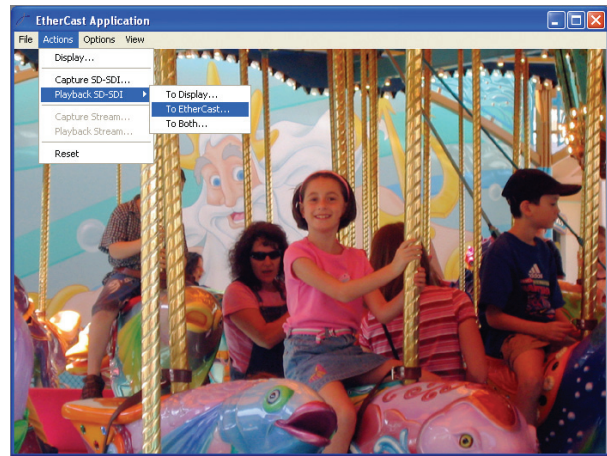 EtherCast Application
File Actions Options View
Display...
Capture SD-SDI...
Playback SD-SDI
To Display...
To EtherCast...
To Both...
Capture Stream...
Playback Stream...
Reset